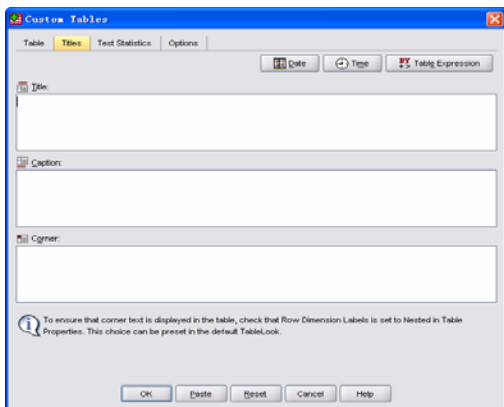 Custom Tables
Table Titles Test Statistics Options
Date Time Table Expression
Title:
Caption:
Corner:
To ensure that corner text is displayed in the table, check that Row Dimension Labels is set to Nested in Table
Properties. This choice can be preset in the default TableLook.
OK Paste Reset Cancel Help